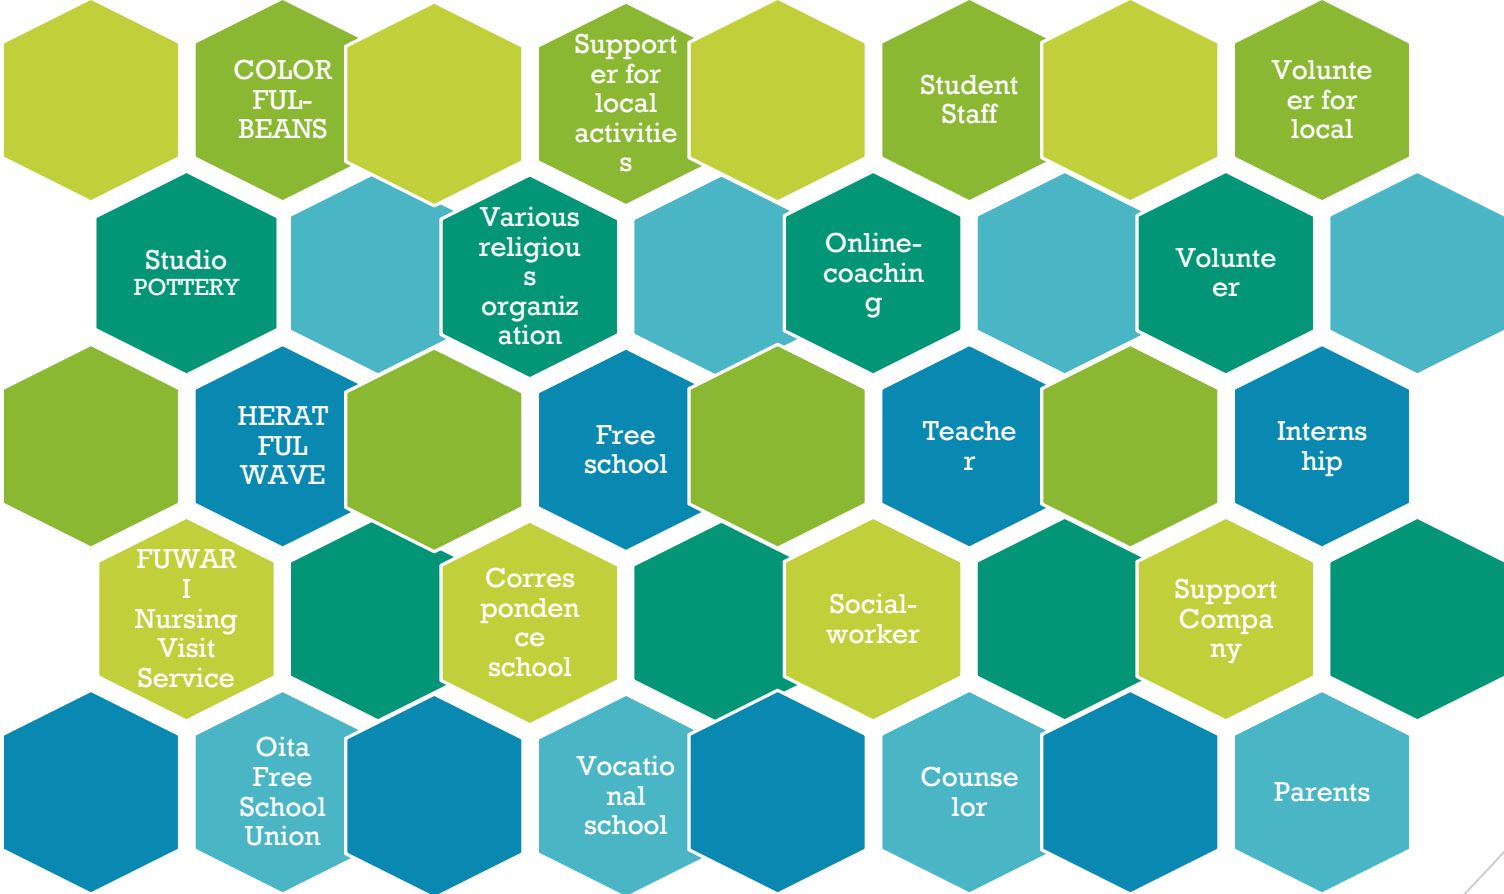 COLOR
FUL-
BEANS
Support
er for
local
activitie
s
Student
Staff
Volunte
er for
local
Studio
POTTERY
Various
religiou
s
organiz
ation
Online-
coachin
g
Volunte
er
HERAT
FUL
WAVE
Free
school
Teache
r
Interns
hip
FUWAR
I
Nursing
Visit
Service
Corres
ponden
ce
school
Social-
worker
Support
Compa
ny
Oita
Free
School
Union
Vocatio
nal
school
Counse
lor
Parents